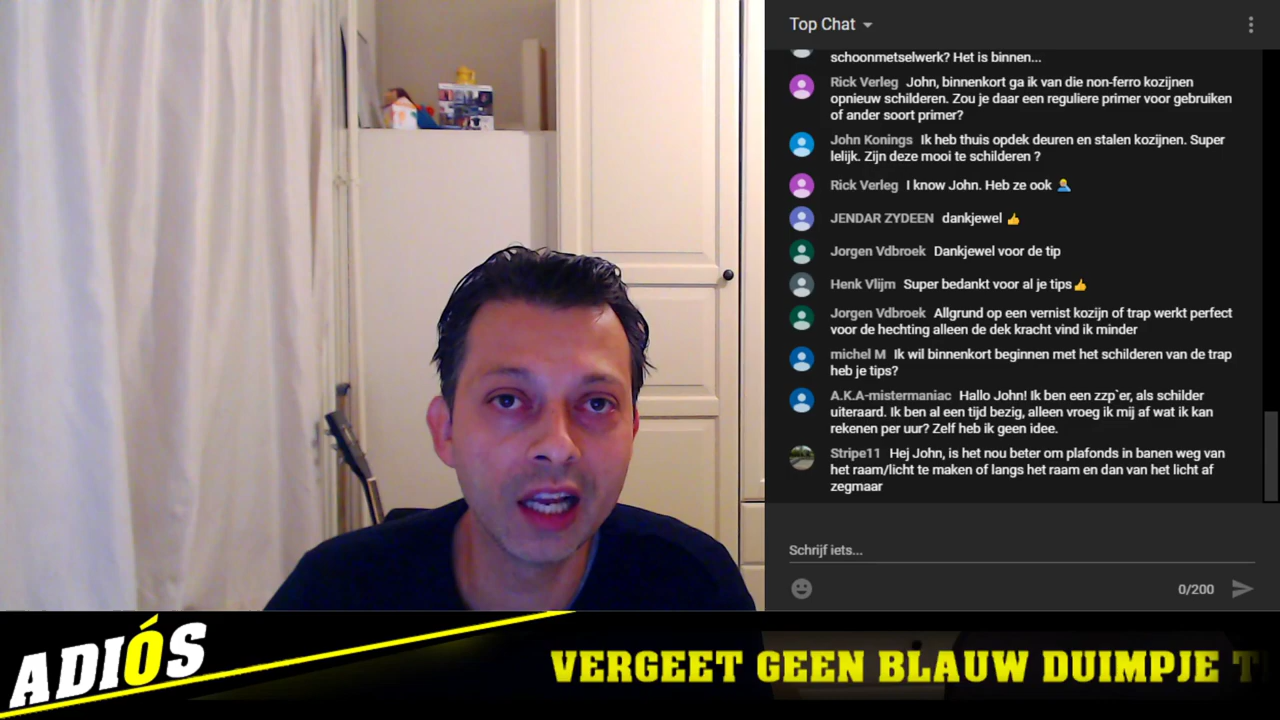 Top Chat
schoonmetselwerk? Het is binnen...
Rick Verleg John, binnenkort ga ik van die non-ferro kozijnen
opnieuw schilderen. Zou je daar een reguliere primer voor gebruiken
of ander soort primer?
John Konings Ik heb thuis opdek deuren en stalen kozijnen. Super
lelijk. Zijn deze mooi te schilderen ?
Rick Verleg I know John. Heb ze ook 🤦‍♂️
JENDAR ZYDEEN dankjewel 👍
Jorgen Vdbroek Dankjewel voor de tip
Henk Vlijm Super bedankt voor al je tips👍
Jorgen Vdbroek Allgrund op een vernist kozijn of trap werkt perfect
voor de hechting alleen de dek kracht vind ik minder
michel M Ik wil binnenkort beginnen met het schilderen van de trap
heb je tips?
A.K.A-mistermaniac Hallo John! Ik ben een zzp`er, als schilder
uiteraard. Ik ben al een tijd bezig, alleen vroeg ik mij af wat ik kan
rekenen per uur? Zelf heb ik geen idee.
Stripe11 Hej John, is het nou beter om plafonds in banen weg van
het raam/licht te maken of langs het raam en dan van het licht af
zegmaar
Schrijf iets...
0/200
ADIÓS
VERGEET GEEN BLAUW DUIMPJE